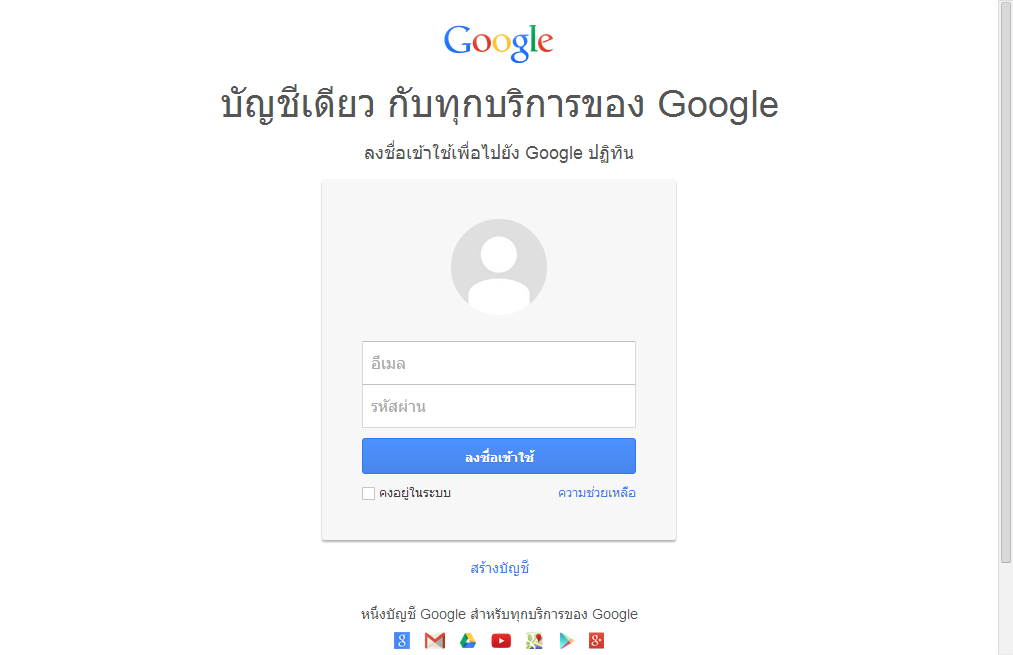 Google
บัญชีเดียว กับทุกบริการของ Google
ลงชื่อเข้าใช้เพื่อไปยัง Google ปฏิทิน
อีเมล
รหัสผ่าน
ลงชื่อเข้าใช้
คงอยู่ในระบบ ความช่วยเหลือ
สร้างบัญชี
หนึ่งบัญชี Google สำหรับทุกบริการของ Google